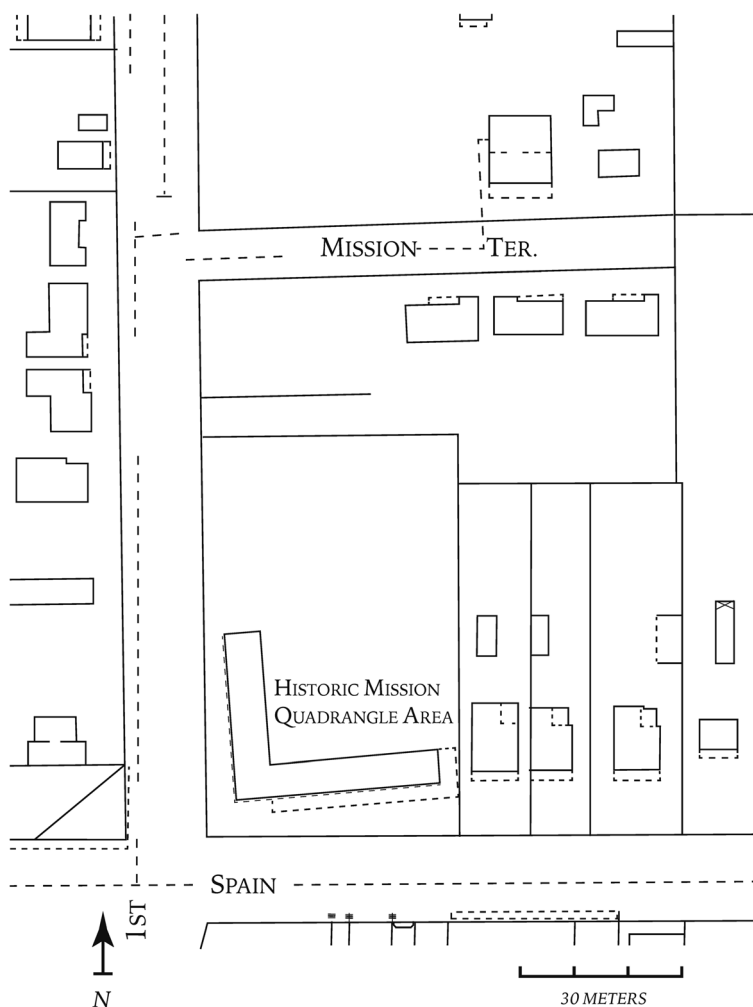 MISSION TER.
HISTORIC MISSION
QUADRANGLE AREA
SPAIN
1ST
N
30 METERS